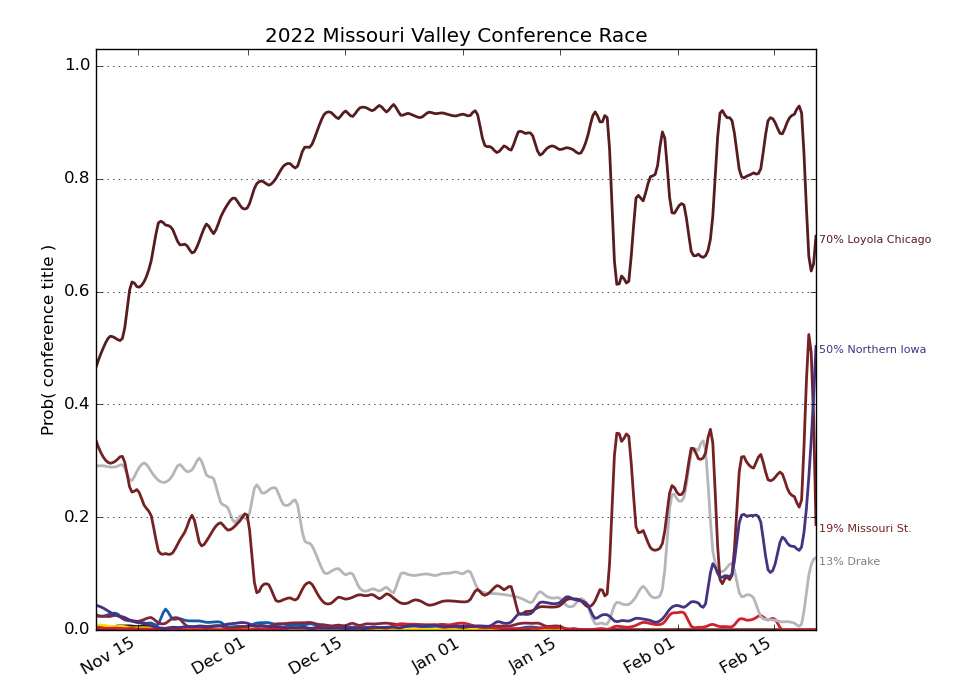 2022 Missouri Valley Conference Race
1.0
0.8
0.6
0.4
0.2
0.0
Prob( conference title )
70% Loyola Chicago
50% Northern Iowa
19% Missouri St.
13% Drake
Nov 15
Dec 01
Dec 15
Jan 01
Jan 15
Feb 01
Feb 15